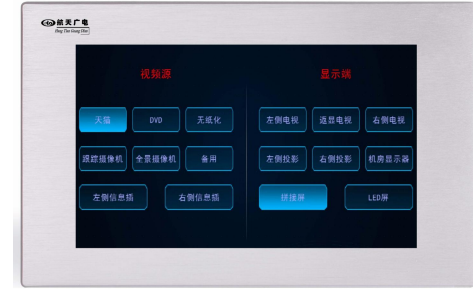 航天广电
Hang Tian Guang Dian
视频源
显示端
天猫
DVD
无纸化
左侧电视
返显电视
右侧电视
跟踪摄像机
全景摄像机
备用
左侧投影
右侧投影
机房显示器
左侧信息插
右侧信息插
拼接屏
LED屏